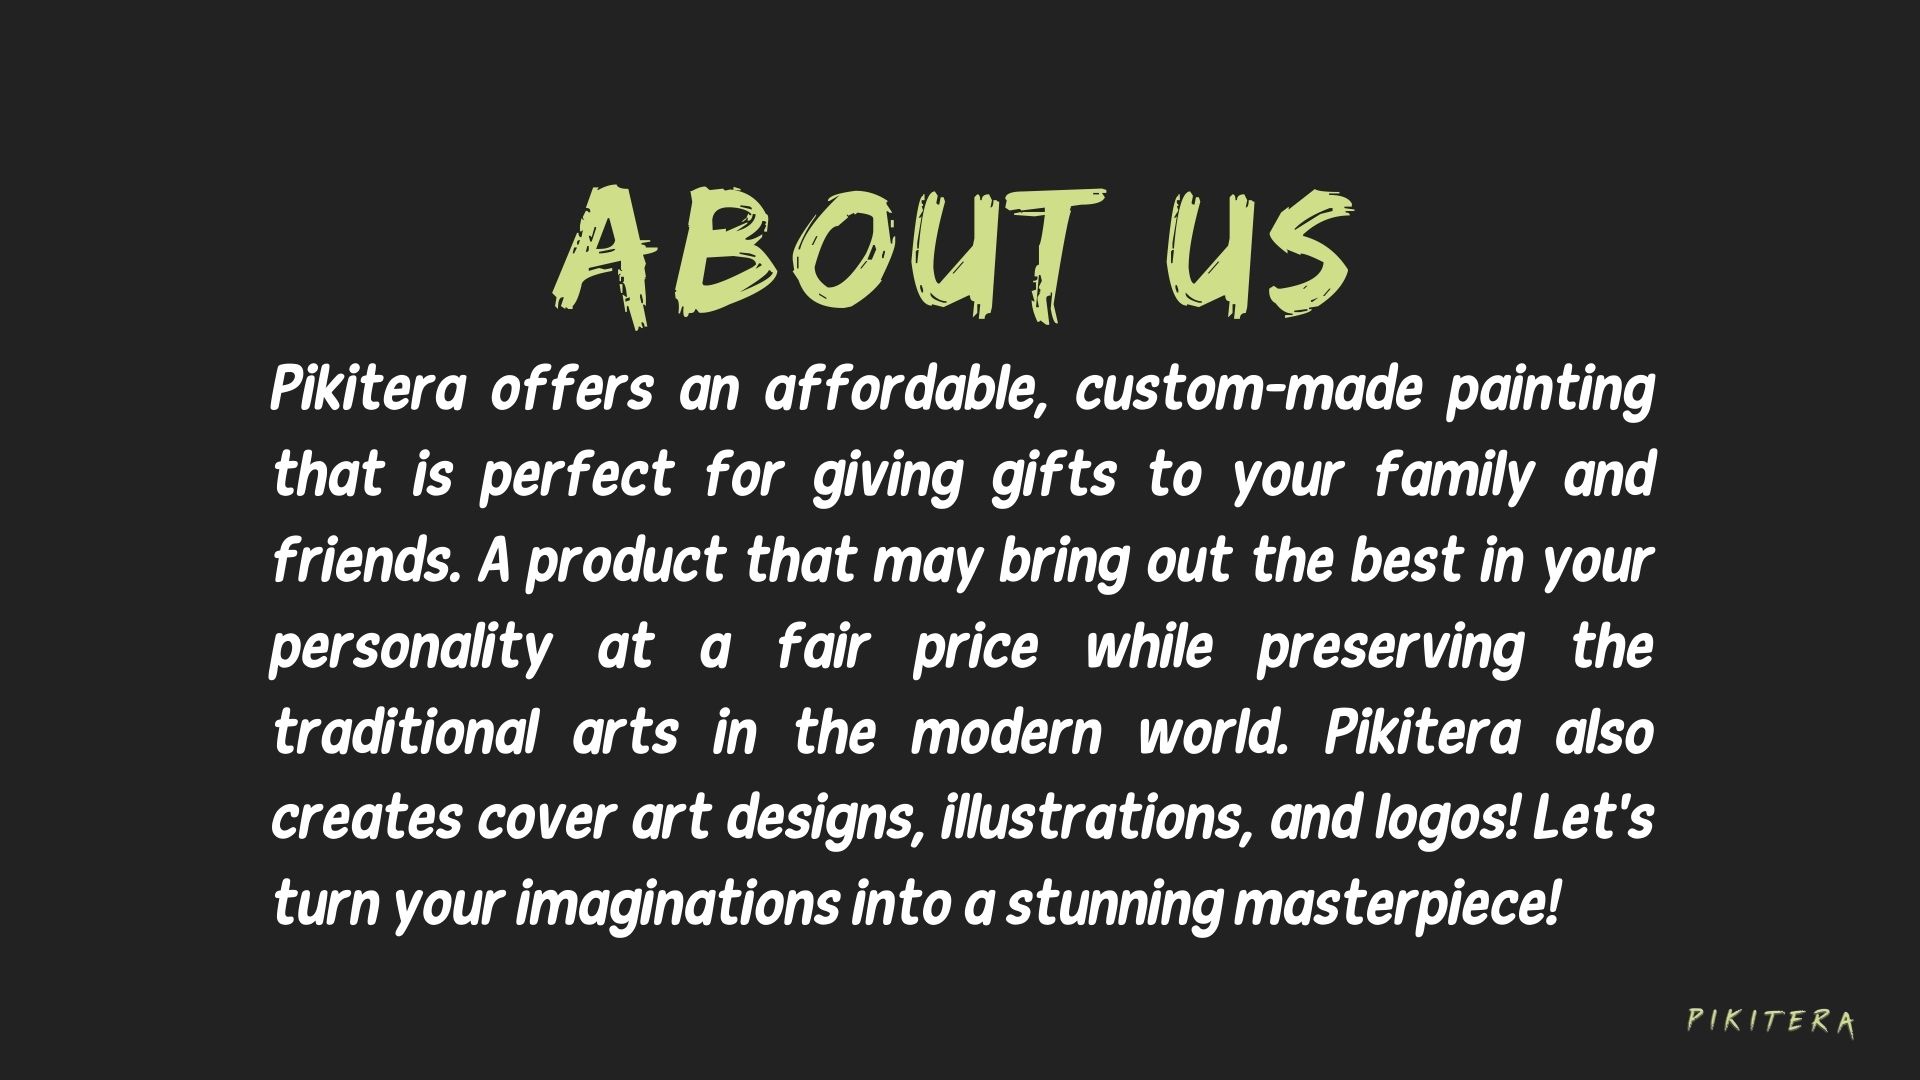 ABOUT US
Pikitera offers an affordable, custom-made painting
that is perfect for giving gifts to your family and
friends. A product that may bring out the best in your
personality at a fair price while preserving the
traditional arts in the modern world. Pikitera also
creates cover art designs, illustrations, and logos! Let's
turn your imaginations into a stunning masterpiece!
PIKITERA